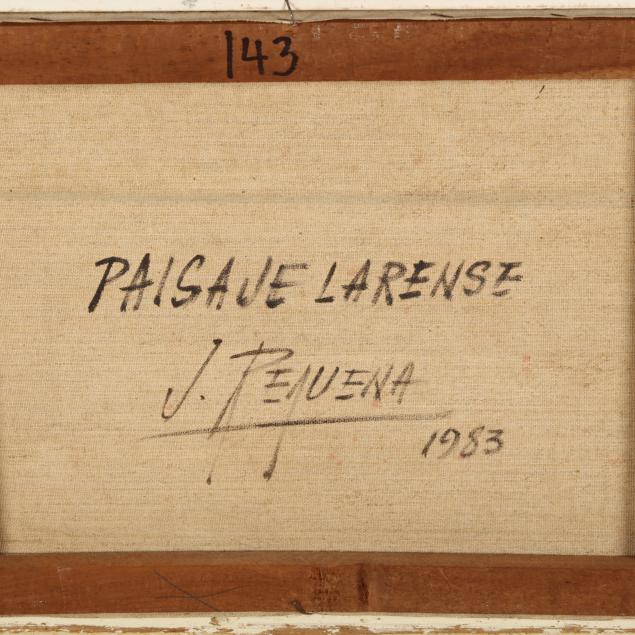 143
PAISAJE LARENSE
J. REQUENA
1983